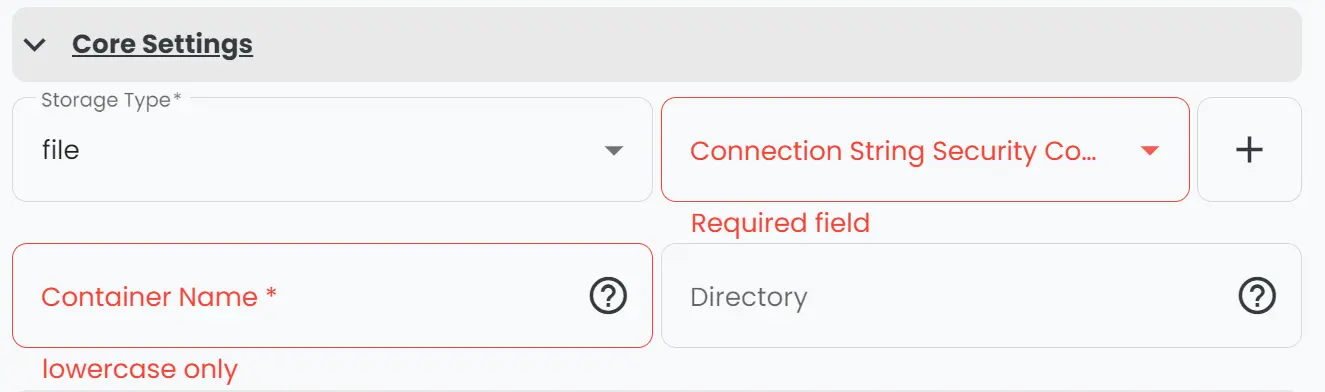 Core Settings
Storage Type*
file
Connection String Security Co...
Required field
Container Name *
Directory
lowercase only